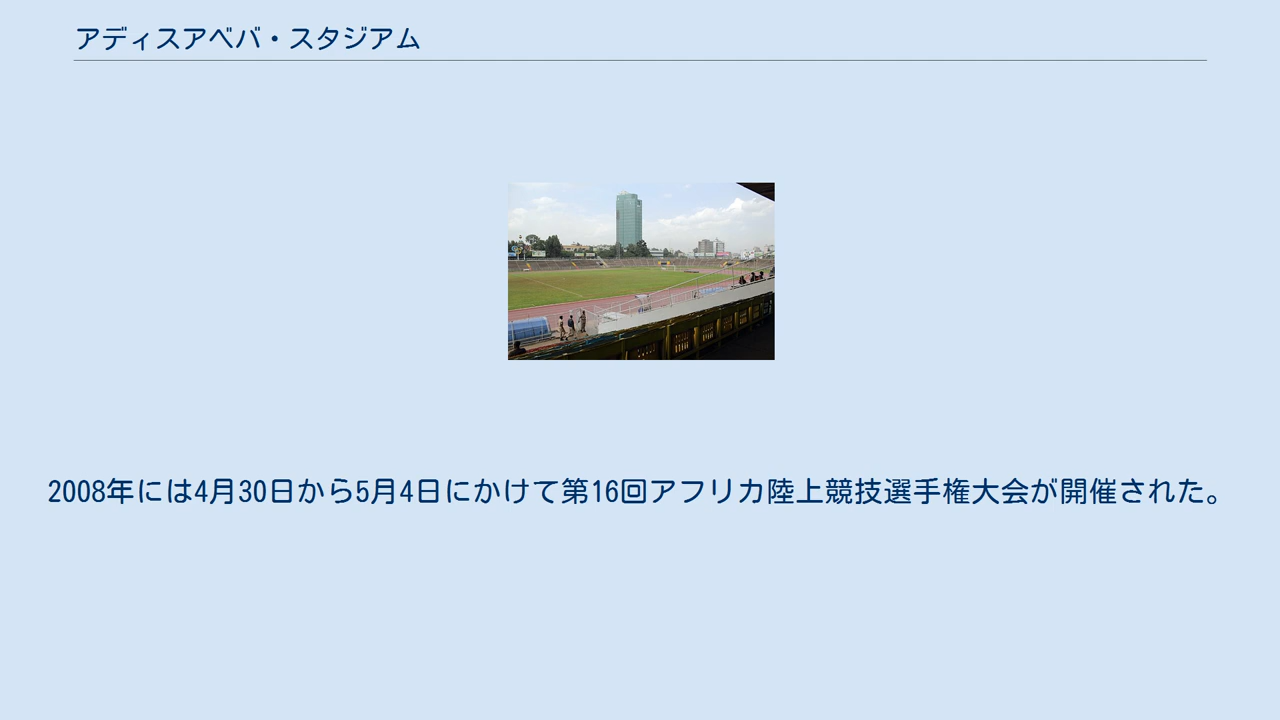 アディスアベバ・スタジアム
2008年には4月30日から5月4日にかけて第16回アフリカ陸上競技選手権大会が開催された。